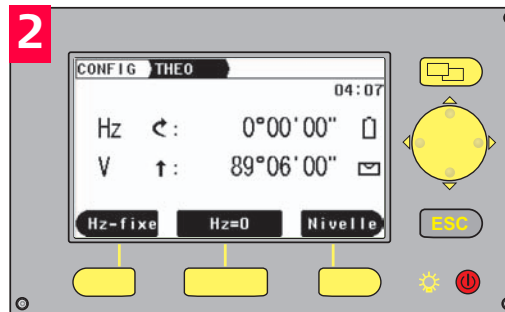 2
CONFIG THEO
04:07
Hz : 0°00'00"
V : 89°06'00"
Hz-fixe Hz=0 Nivelle
ESC